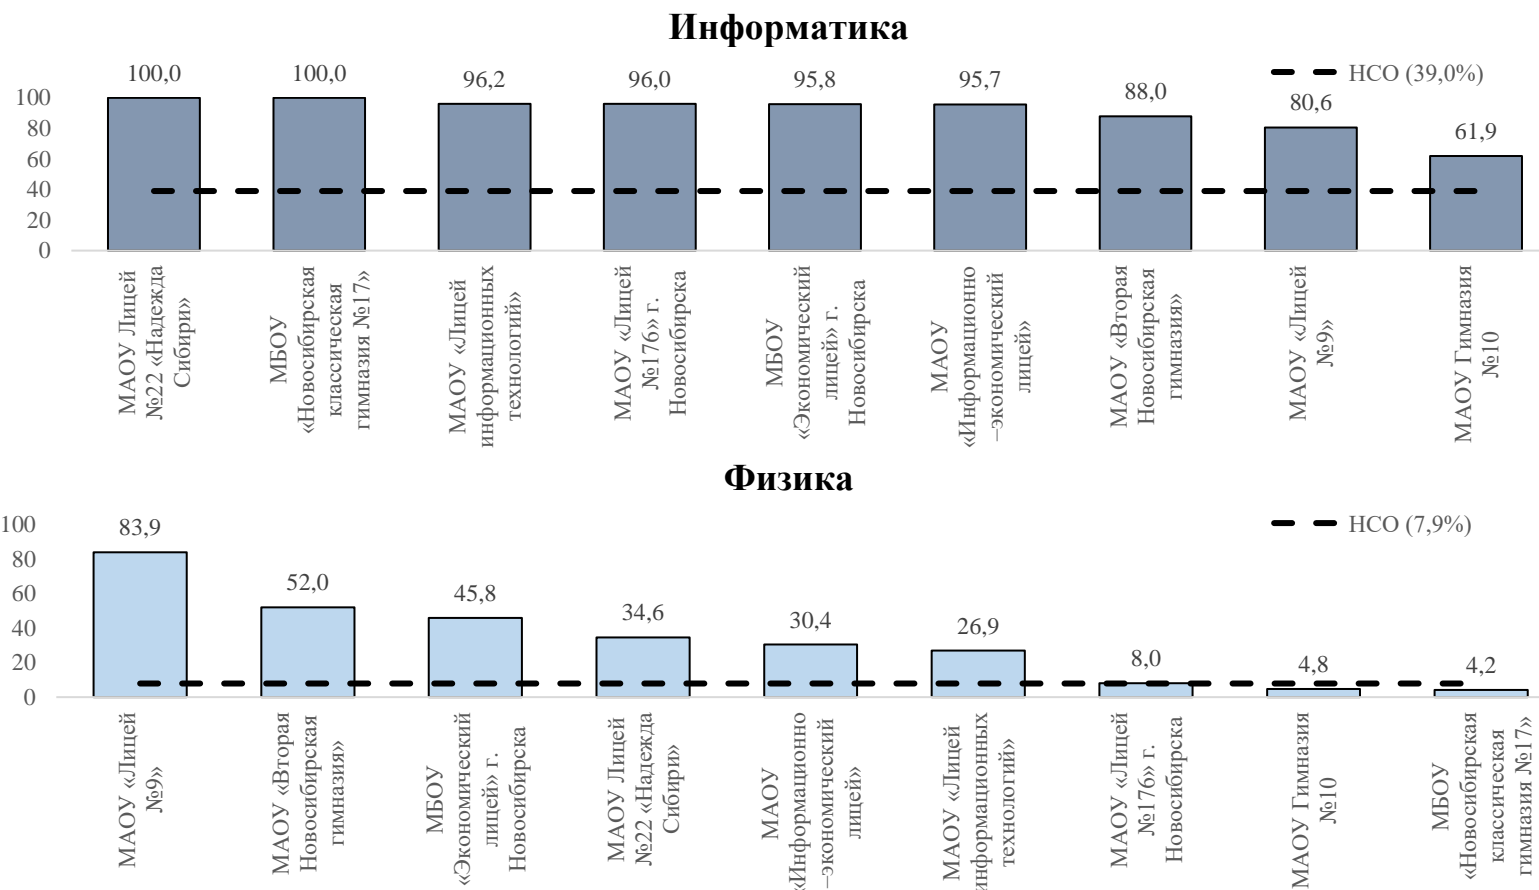 Информатика
100,0
100,0
96,2
96,0
95,8
95,7
88,0
80,6
61,9
НСО (39,0%)
100
80
60
40
20
0
МАОУ Лицей
№22 «Надежда
Сибири»
МБОУ
«Новосибирская
классическая
гимназия №17»
МАОУ «Лицей
информационных
технологий»
МАОУ «Лицей
№176» г.
Новосибирска
МБОУ
«Экономический
лицей» г.
Новосибирска
МАОУ
«Информационно
–экономический
лицей»
МАОУ «Вторая
Новосибирская
гимназия»
МАОУ «Лицей
№9»
МАОУ Гимназия
№10
Физика
83,9
52,0
45,8
34,6
30,4
26,9
8,0
4,8
4,2
НСО (7,9%)
100
80
60
40
20
0
МАОУ «Лицей
№9»
МАОУ «Вторая
Новосибирская
гимназия»
МБОУ
«Экономический
лицей» г.
Новосибирска
МАОУ Лицей
№22 «Надежда
Сибири»
МАОУ
«Информационно
–экономический
лицей»
МАОУ «Лицей
информационных
технологий»
МАОУ «Лицей
№176» г.
Новосибирска
МАОУ Гимназия
№10
МБОУ
«Новосибирская
классическая
гимназия №17»